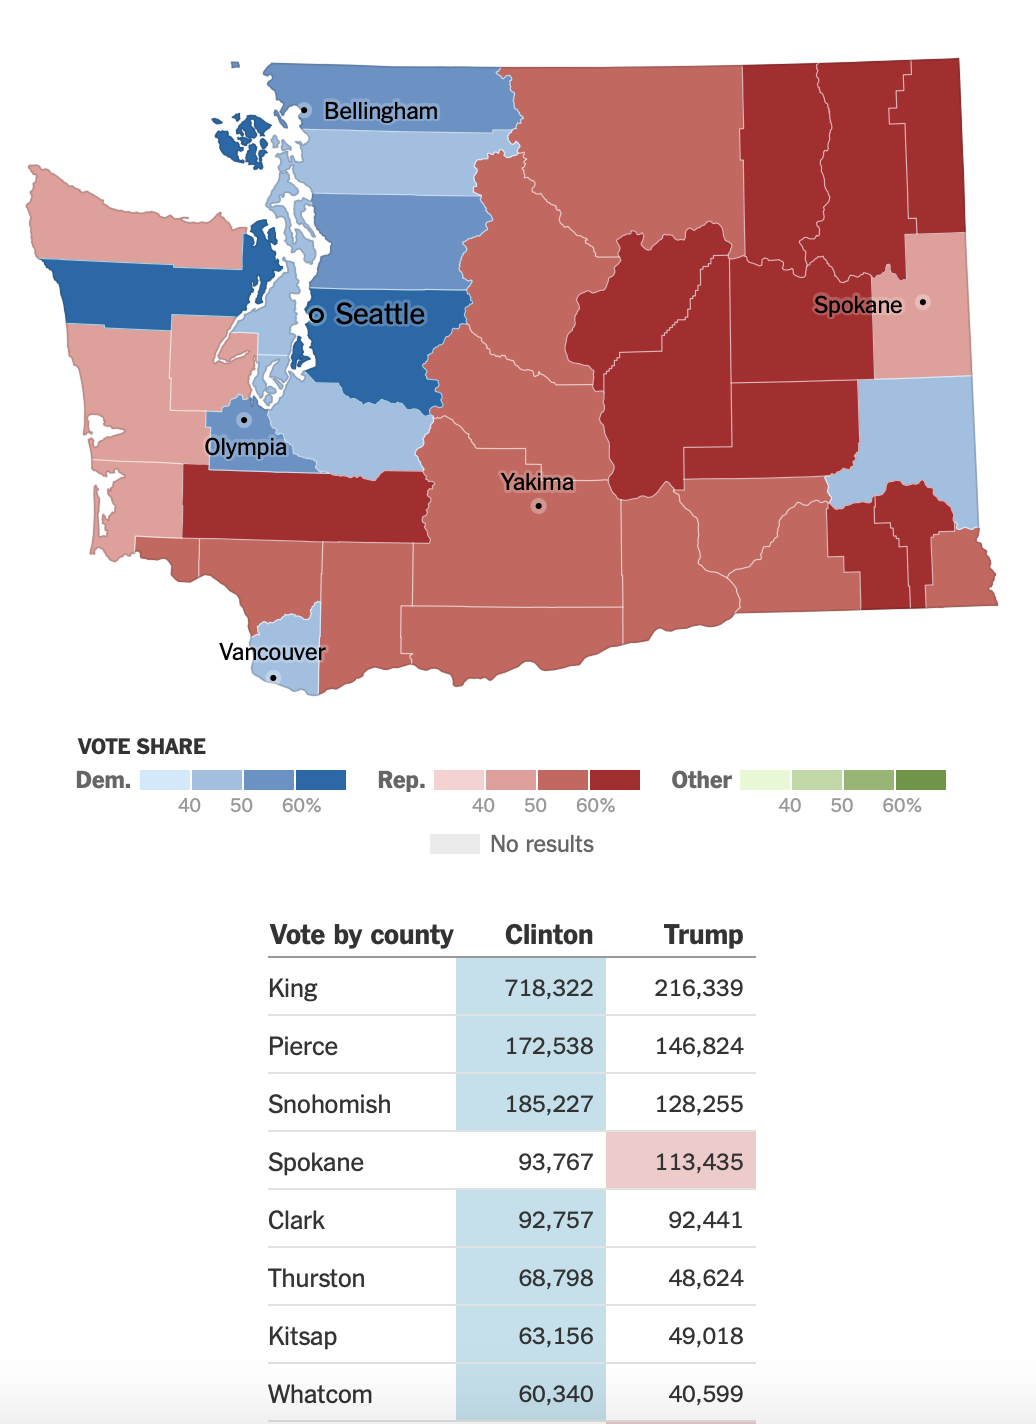 Bellingham
Seattle
Spokane
Olympia
Yakima
Vancouver
VOTE SHARE
Dem. Rep. Other
40 50 60% 40 50 60% 40 50 60%
No results
Vote by county Clinton Trump
King 718,322 216,339
Pierce 172,538 146,824
Snohomish 185,227 128,255
Spokane 93,767 113,435
Clark 92,757 92,441
Thurston 68,798 48,624
Kitsap 63,156 49,018
Whatcom 60,340 40,599